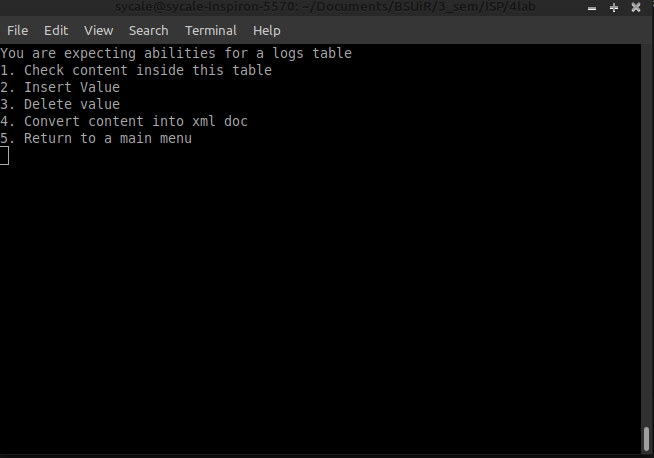 sycale@sycale-Inspiron-5570: ~/Documents/BSUiR/3_sem/ISP/4lab
File Edit View Search Terminal Help
You are expecting abilities for a logs table
1. Check content inside this table
2. Insert Value
3. Delete value
4. Convert content into xml doc
5. Return to a main menu